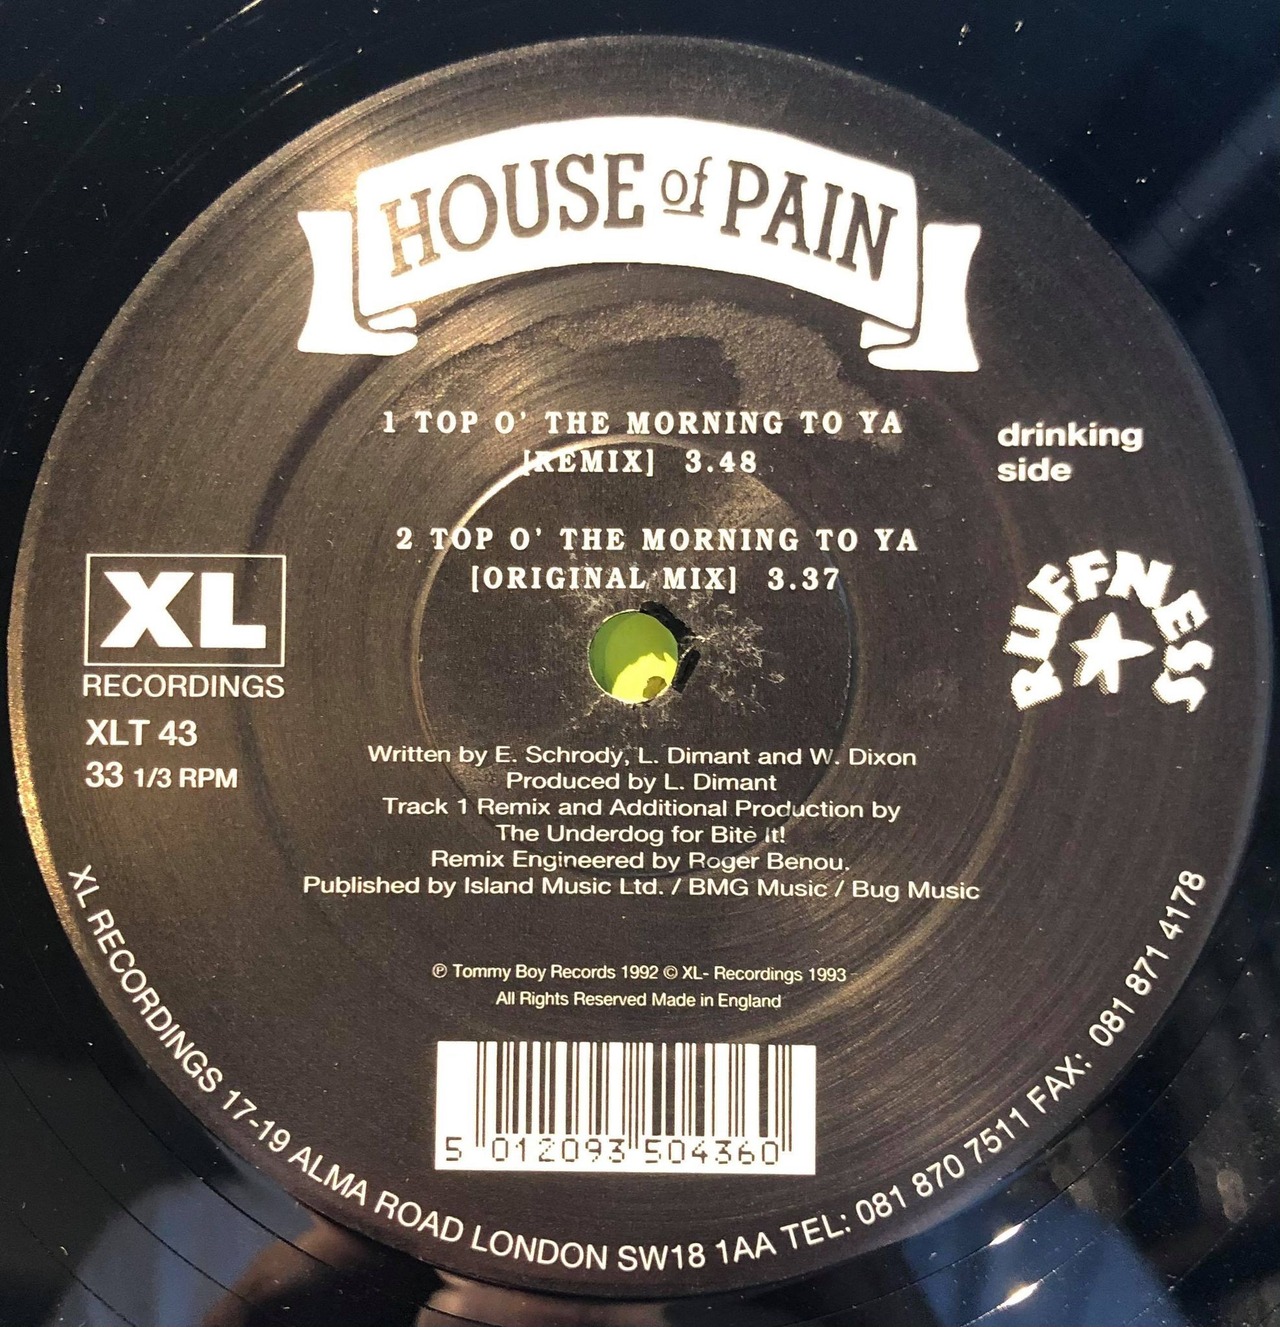 HOUSE of PAIN
1 TOP O' THE MORNING TO YA
[REMIX] 3.48
drinking
side
2 TOP O' THE MORNING TO YA
[ORIGINAL MIX] 3.37
XL
RECORDINGS
XLT 43
33 1/3 RPM
RUFFNESS
Written by E. Schrody, L. Dimant and W. Dixon
Produced by L. Dimant
Track 1 Remix and Additional Production by
The Underdog for Bite It!
Remix Engineered by Roger Benou.
Published by Island Music Ltd. / BMG Music / Bug Music
℗ Tommy Boy Records 1992 © XL- Recordings 1993
All Rights Reserved Made in England
5 012093 504360
XL RECORDINGS 17-19 ALMA ROAD LONDON SW18 1AA TEL: 081 870 7511 FAX: 081 871 4178